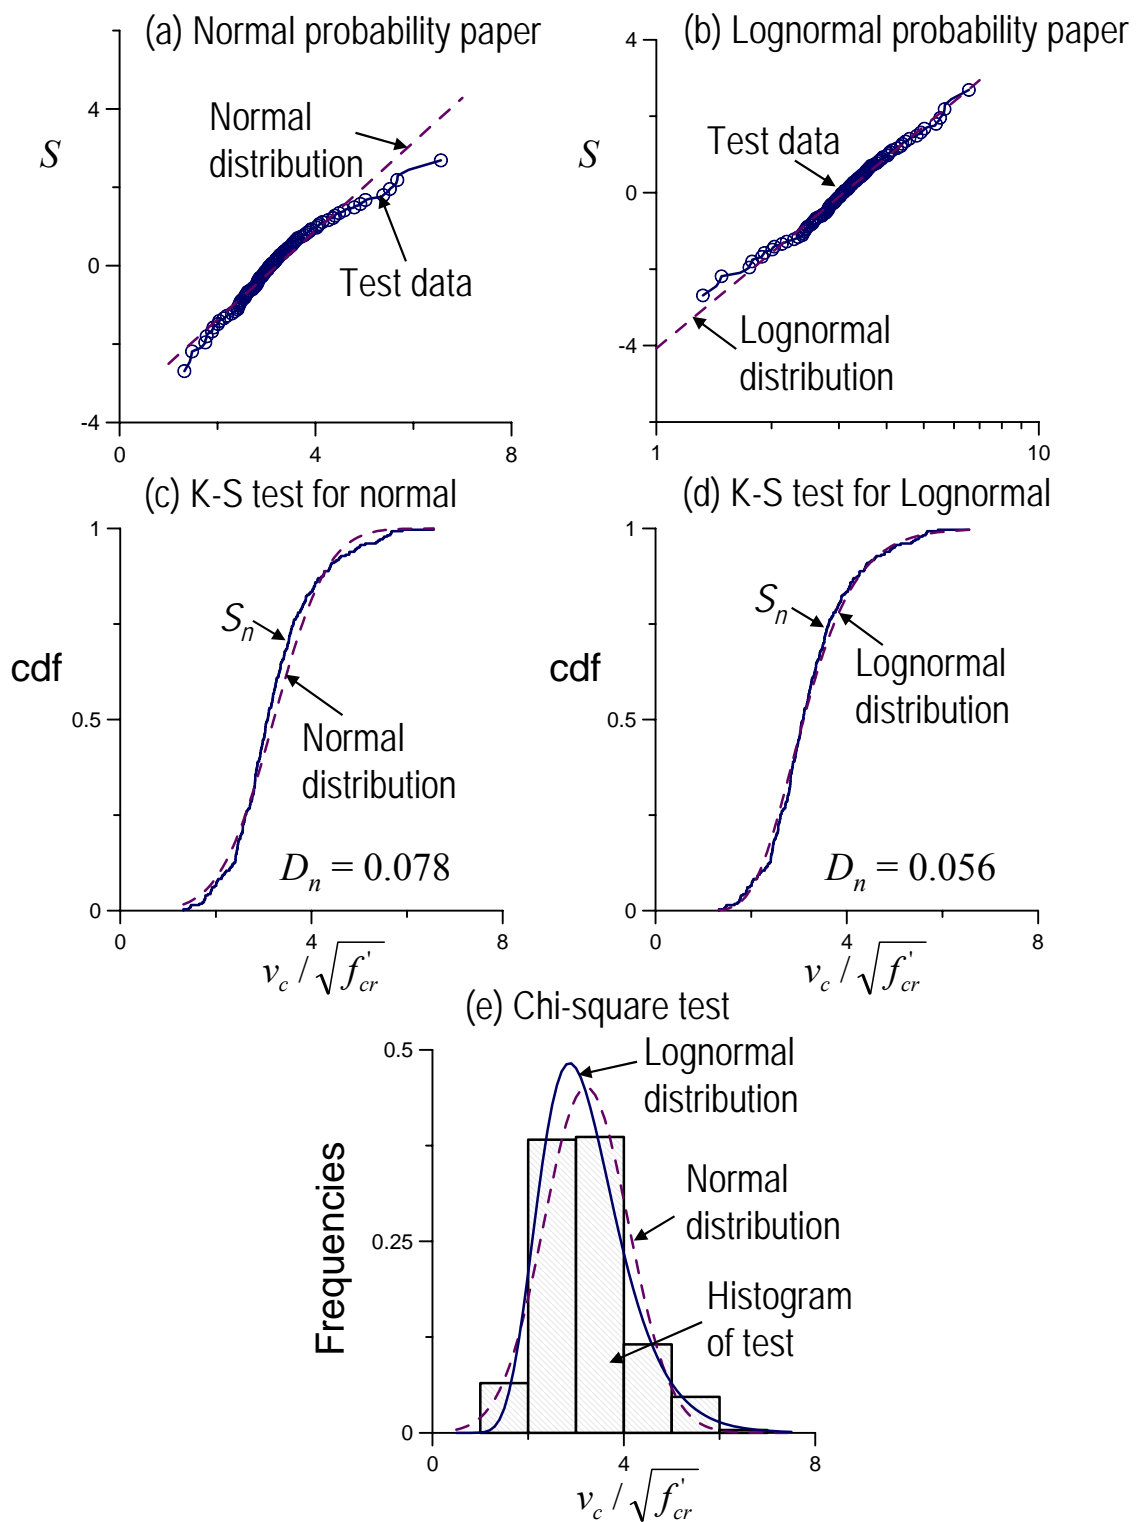 (a) Normal probability paper
4
Normal
distribution
S
0
Test data
-4
0
4
8
(b) Lognormal probability paper
4
Test data
S
0
Lognormal
distribution
-4
1
10
(c) K-S test for normal
1
Sn
cdf
0.5
Normal
distribution
Dn = 0.078
0
0
4
8
vc / √f'cr
(d) K-S test for Lognormal
1
Sn
cdf
Lognormal
distribution
0.5
Dn = 0.056
0
0
4
8
vc / √f'cr
(e) Chi-square test
0.5
Lognormal
distribution
Frequencies
Normal
distribution
0.25
Histogram
of test
0
0
4
8
vc / √f'cr